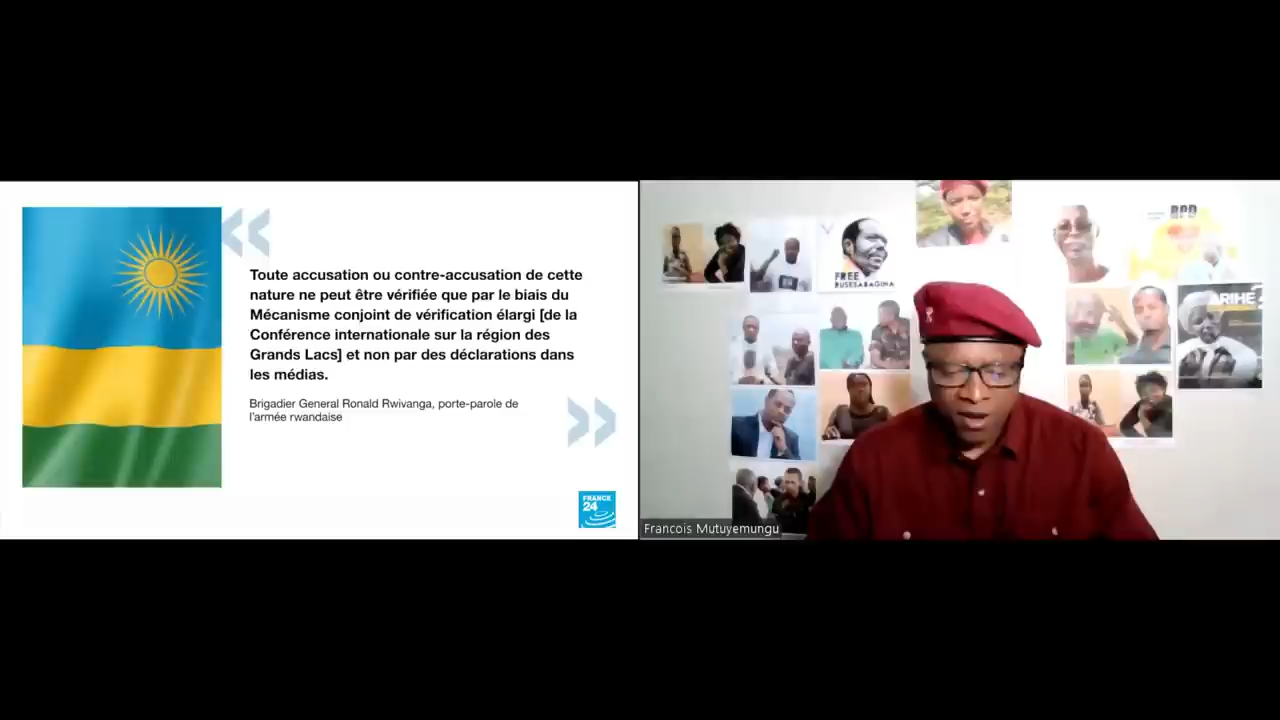 Toute accusation ou contre-accusation de cette
nature ne peut être vérifiée que par le biais du
Mécanisme conjoint de vérification élargi [de la
Conférence internationale sur la région des
Grands Lacs] et non par des déclarations dans
les médias.
Brigadier General Ronald Rwivanga, porte-parole de
l'armée rwandaise
FRANCE
24
FREE
RUSESABAGINA
RPD
Francois Mutuyemungu